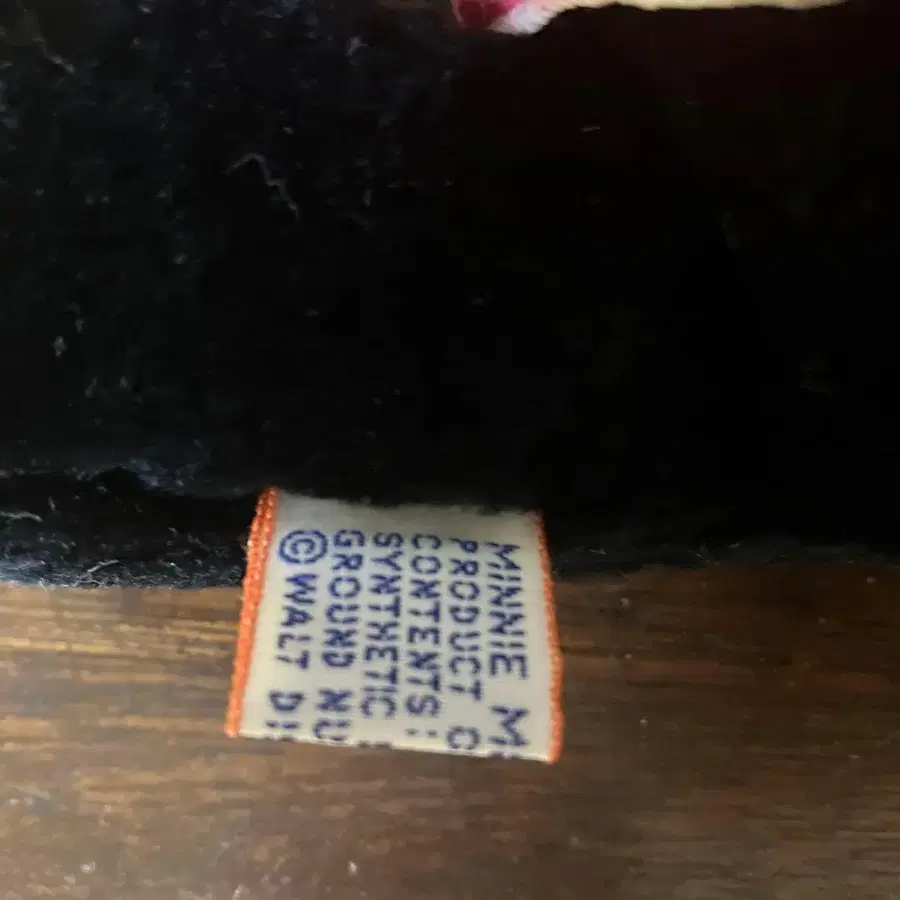 MINNIE M
PRODUCT
CONTENTS:
SYNTHETIC
GROUND NU
© WALT DI